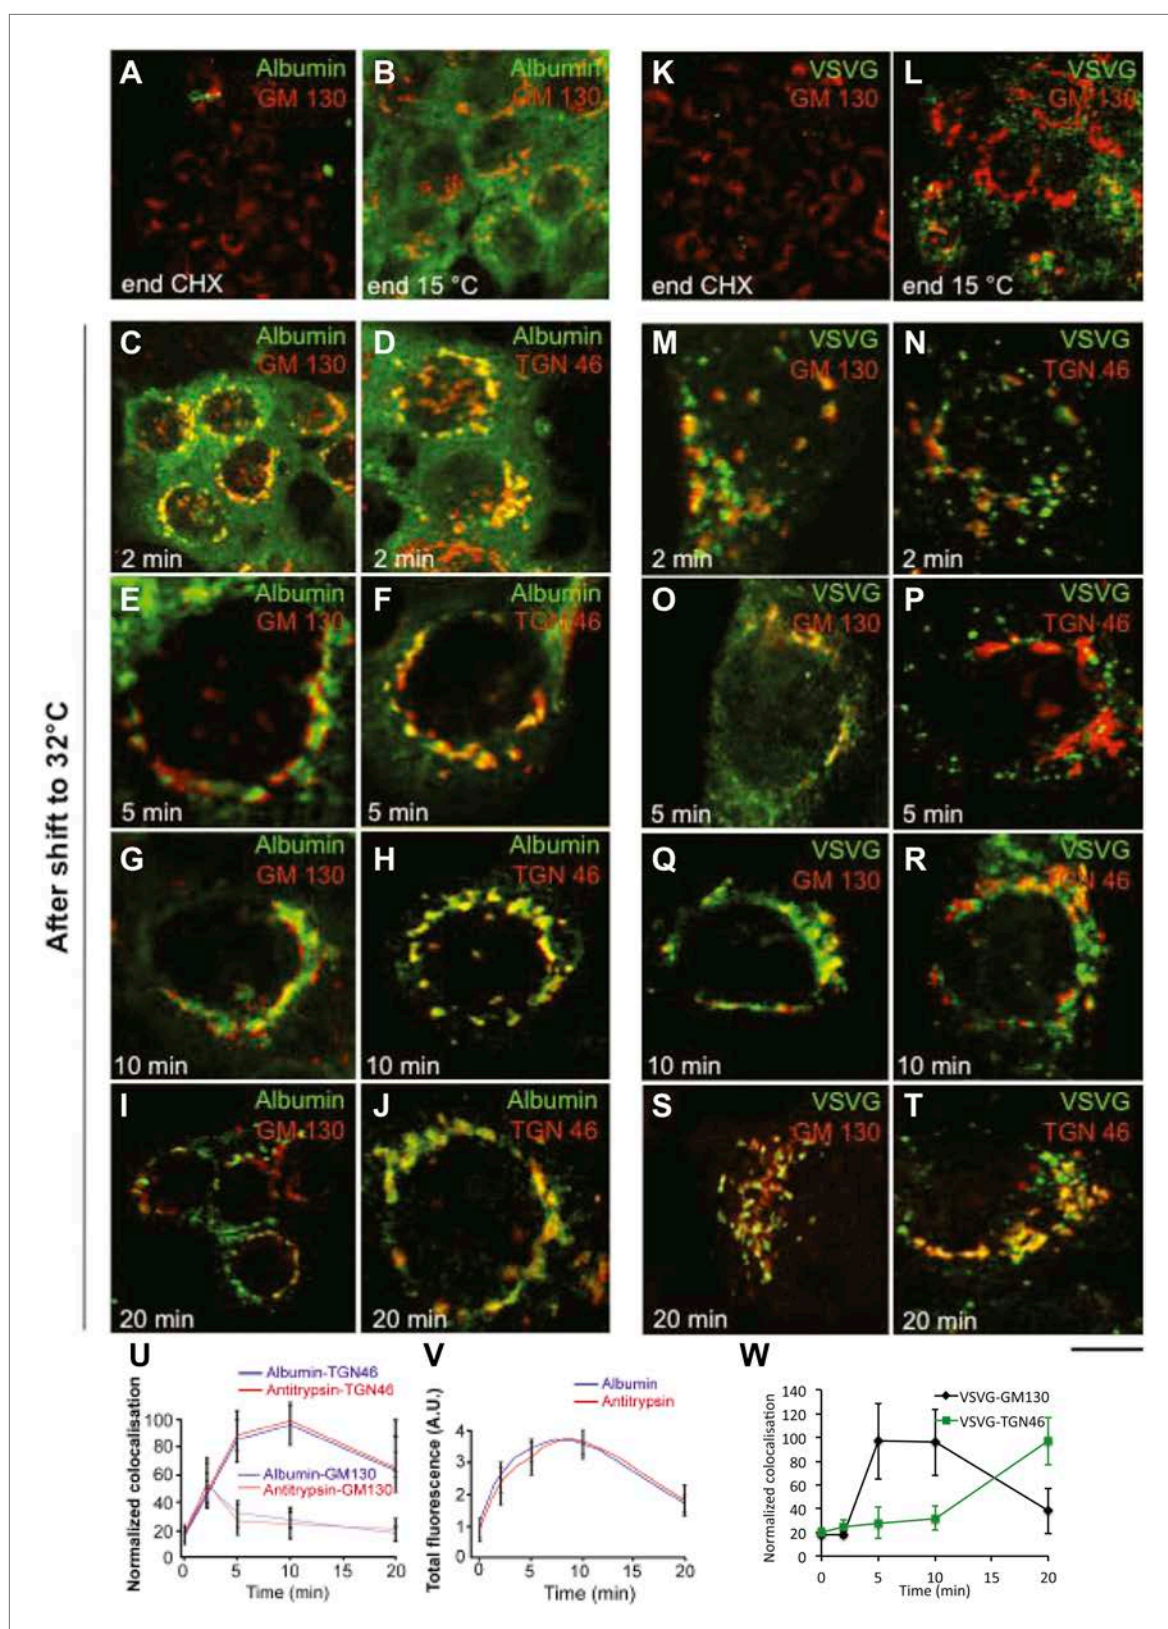 A
Albumin
GM 130
end CHX
B
Albumin
GM 130
end 15 °C
K
VSVG
GM 130
end CHX
L
VSVG
GM 130
end 15 °C
After shift to 32°C
C
Albumin
GM 130
2 min
D
Albumin
TGN 46
2 min
M
VSVG
GM 130
2 min
N
VSVG
TGN 46
2 min
E
Albumin
GM 130
5 min
F
Albumin
TGN 46
5 min
O
VSVG
GM 130
5 min
P
VSVG
TGN 46
5 min
G
Albumin
GM 130
10 min
H
Albumin
TGN 46
10 min
Q
VSVG
GM 130
10 min
R
VSVG
TGN 46
10 min
I
Albumin
GM 130
20 min
J
Albumin
TGN 46
20 min
S
VSVG
GM 130
20 min
T
VSVG
TGN 46
20 min
U
Albumin-TGN46
Antitrypsin-TGN46
Normalized colocalisation
100
80
60
40
20
0
Albumin-GM130
Antitrypsin-GM130
0 5 10 20
Time (min)
V
Albumin
Antitrypsin
Total fluorescence (A.U.)
4
3
2
1
0
0 5 10 20
Time (min)
W
VSVG-GM130
VSVG-TGN46
Normalized colocalisation
140
120
100
80
60
40
20
0
0 5 10 15 20
Time (min)